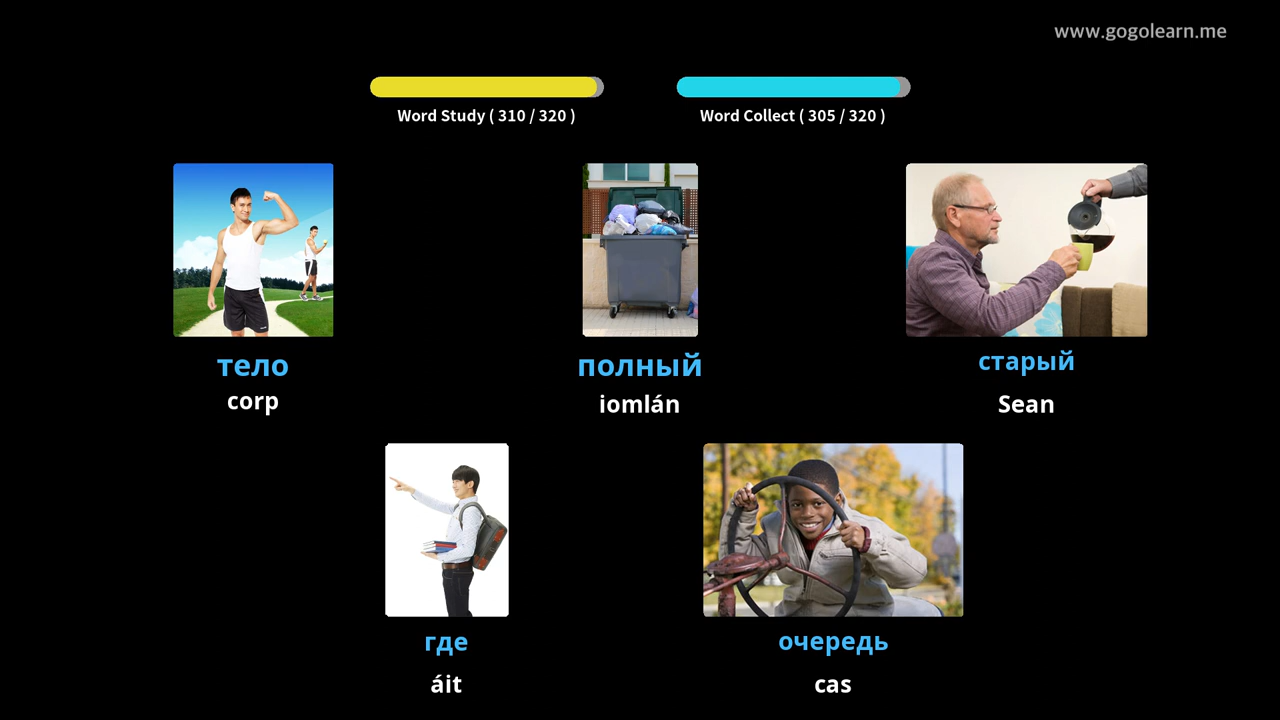 www.gogolearn.me
Word Study ( 310 / 320 )
Word Collect ( 305 / 320 )
тело
corp
полный
iomlán
старый
Sean
где
áit
очередь
cas